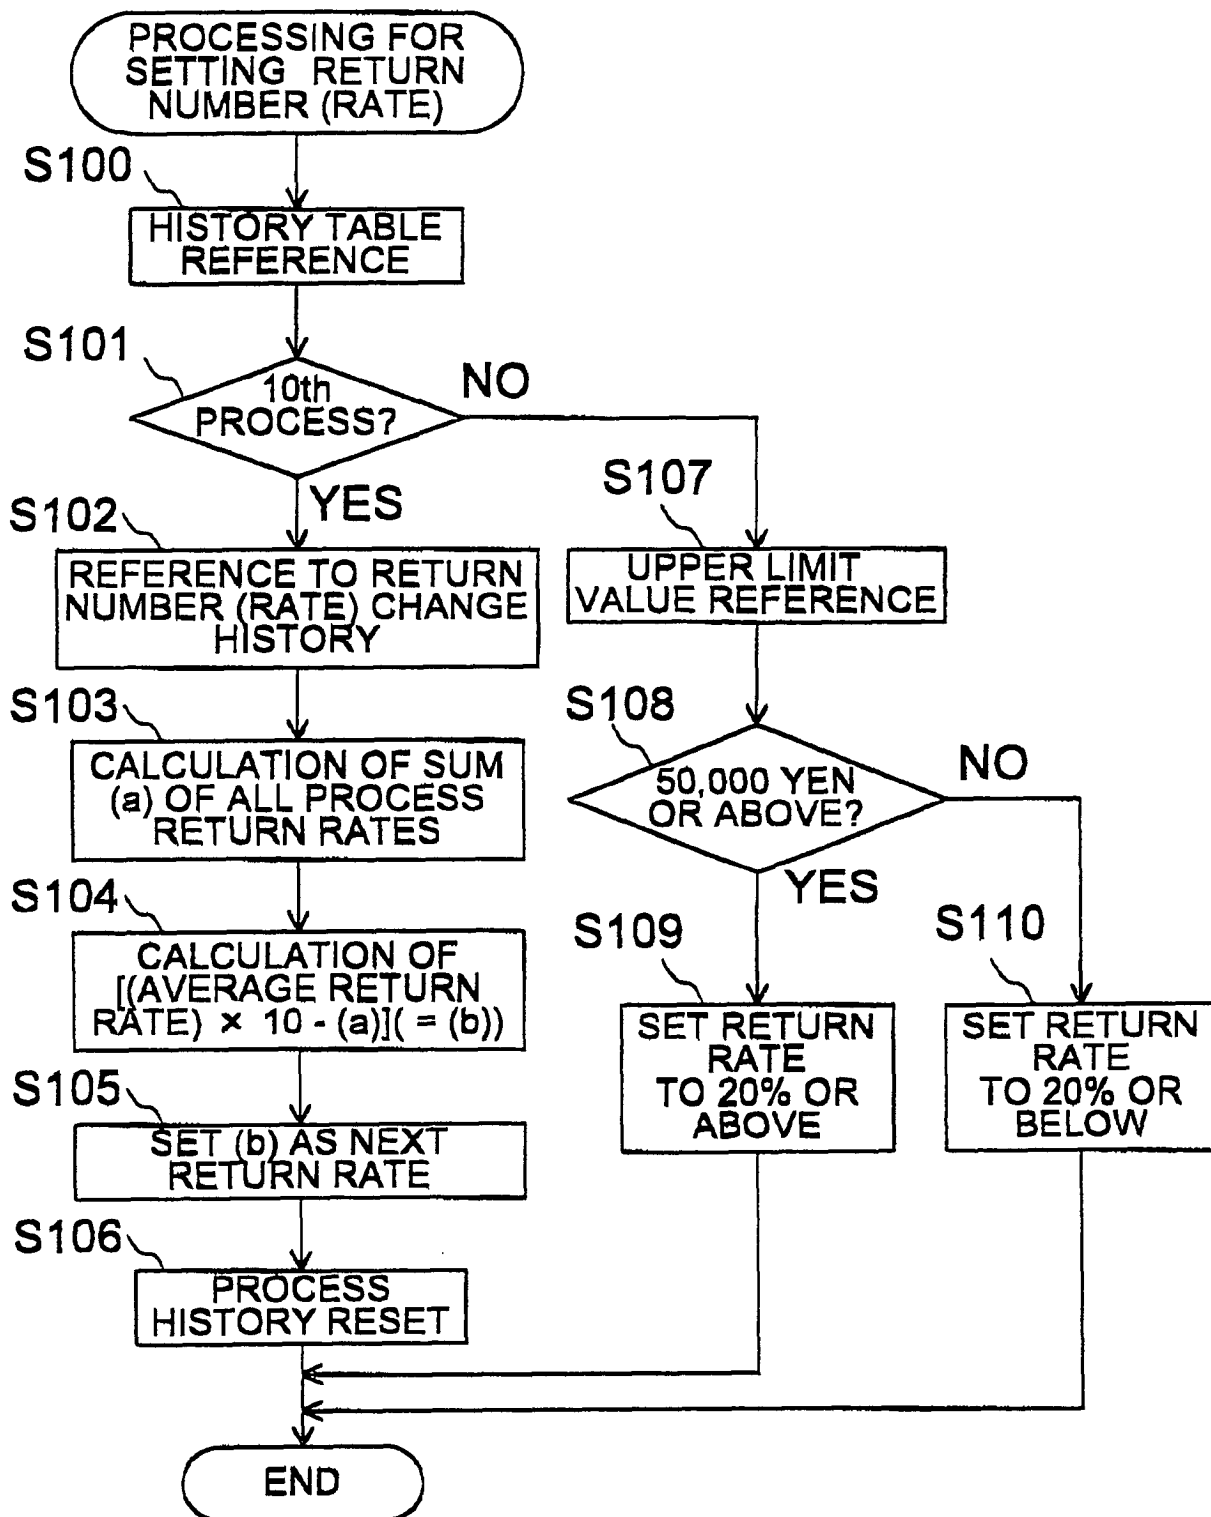 PROCESSING FOR
SETTING RETURN
NUMBER (RATE)
S100
HISTORY TABLE
REFERENCE
S101
10th
PROCESS?
NO
YES
S102
REFERENCE TO RETURN
NUMBER (RATE) CHANGE
HISTORY
S103
CALCULATION OF SUM
(a) OF ALL PROCESS
RETURN RATES
S104
CALCULATION OF
[(AVERAGE RETURN
RATE) × 10 - (a)]( = (b))
S105
SET (b) AS NEXT
RETURN RATE
S106
PROCESS
HISTORY RESET
S107
UPPER LIMIT
VALUE REFERENCE
S108
50,000 YEN
OR ABOVE?
NO
YES
S109
SET RETURN
RATE
TO 20% OR
ABOVE
S110
SET RETURN
RATE
TO 20% OR
BELOW
END